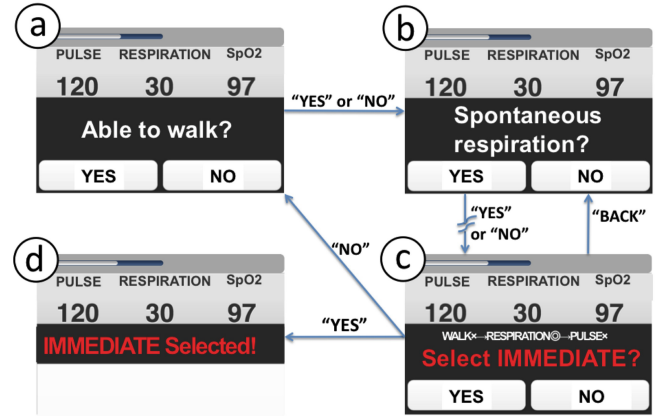 a
PULSE RESPIRATION SpO2
120 30 97
Able to walk?
YES NO
"YES" or "NO"
b
PULSE RESPIRATION SpO2
120 30 97
Spontaneous
respiration?
YES NO
"YES"
or "NO"
"BACK"
"NO"
"YES"
d
PULSE RESPIRATION SpO2
120 30 97
IMMEDIATE Selected!
c
PULSE RESPIRATION SpO2
120 30 97
WALK×→RESPIRATION◎→PULSE×
Select IMMEDIATE?
YES NO